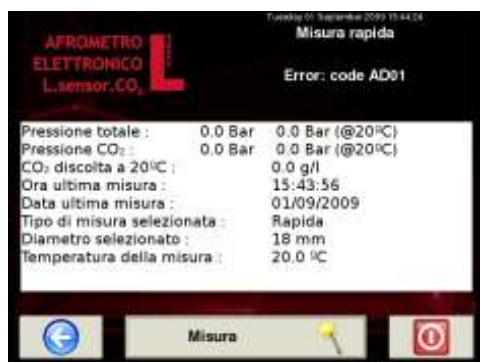 Tuesday 01 September 2009 15:44:24
Misura rapida
AFROMETRO
ELETTRONICO
L.sensor.CO₂
L
Error: code AD01
Pressione totale : 0.0 Bar 0.0 Bar (@20ºC)
Pressione CO₂ : 0.0 Bar 0.0 Bar (@20ºC)
CO₂ discolta a 20ºC : 0.0 g/l
Ora ultima misura : 15:43:56
Data ultima misura : 01/09/2009
Tipo di misura selezionata : Rapida
Diametro selezionato : 18 mm
Temperatura della misura : 20.0 ºC
Misura